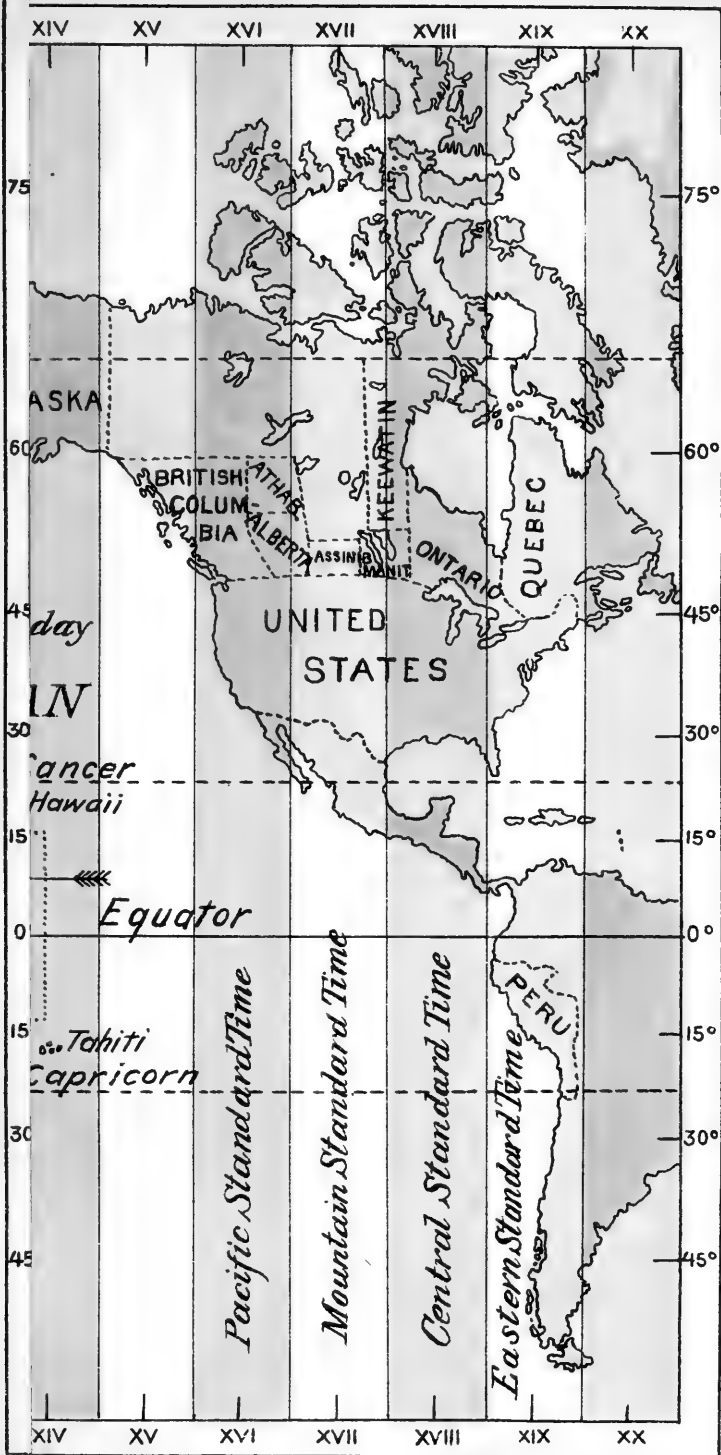 XIV XV XVI XVII XVIII XIX XX
75 75°
ASKA
KEEWATIN
60 60°
BRITISH
COLUM-
BIA
ATHAB.
ALBERTA
ASSINIB
MANIT.
ONTARIO
QUEBEC
45 45°
day
UNITED
STATES
AN
30 30°
ancer
Hawaii
15 15°
Equator
0 0°
PERU
15 15°
Tahiti
Capricorn
30 30°
45 45°
Pacific Standard Time
Mountain Standard Time
Central Standard Time
Eastern Standard Time
XIV XV XVI XVII XVIII XIX XX